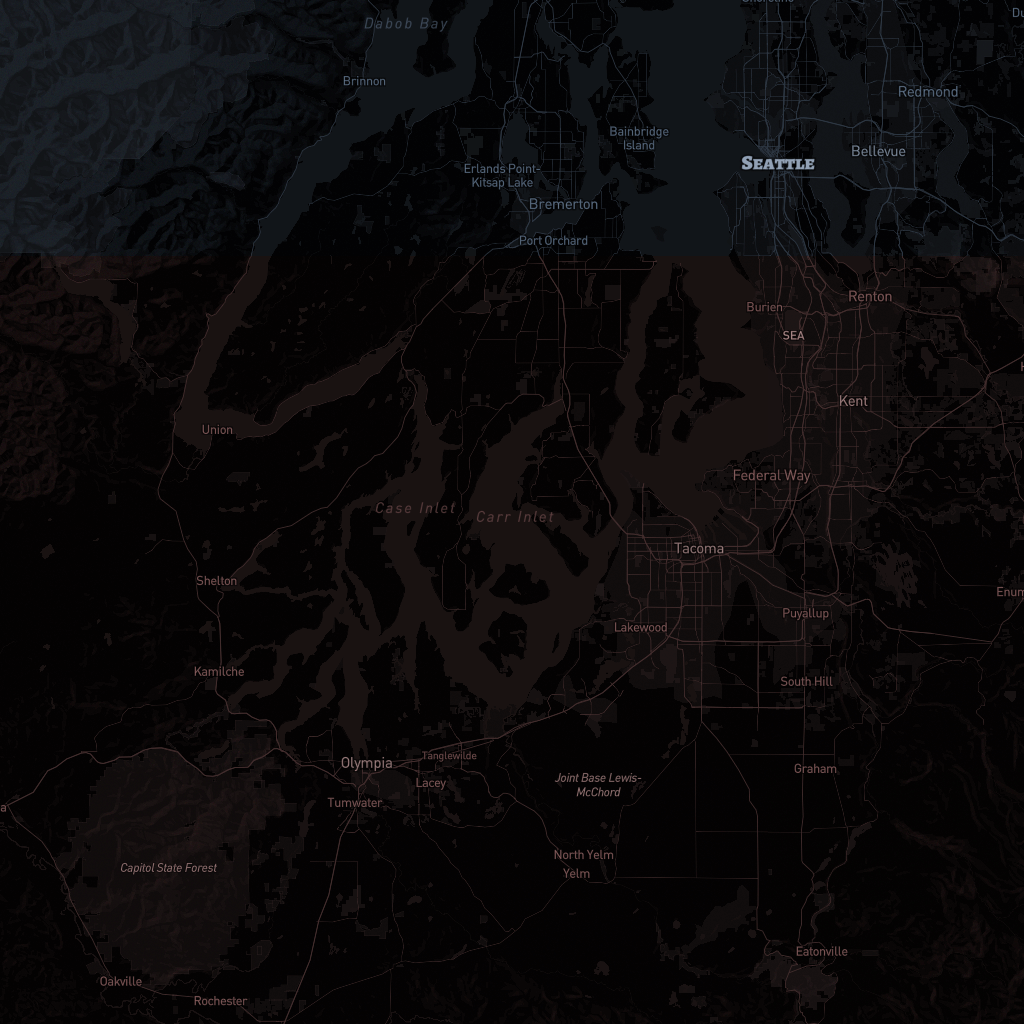 Dabob Bay
Brinnon
Redmond
Bainbridge
Island
Bellevue
SEATTLE
Erlands Point-
Kitsap Lake
Bremerton
Port Orchard
Renton
Burien
SEA
Kent
Union
Federal Way
Case Inlet
Carr Inlet
Tacoma
Shelton
Puyallup
Lakewood
Kamilche
South Hill
Tanglewilde
Olympia
Graham
Joint Base Lewis-
McChord
Lacey
Tumwater
North Yelm
Capitol State Forest
Yelm
Eatonville
Oakville
Rochester